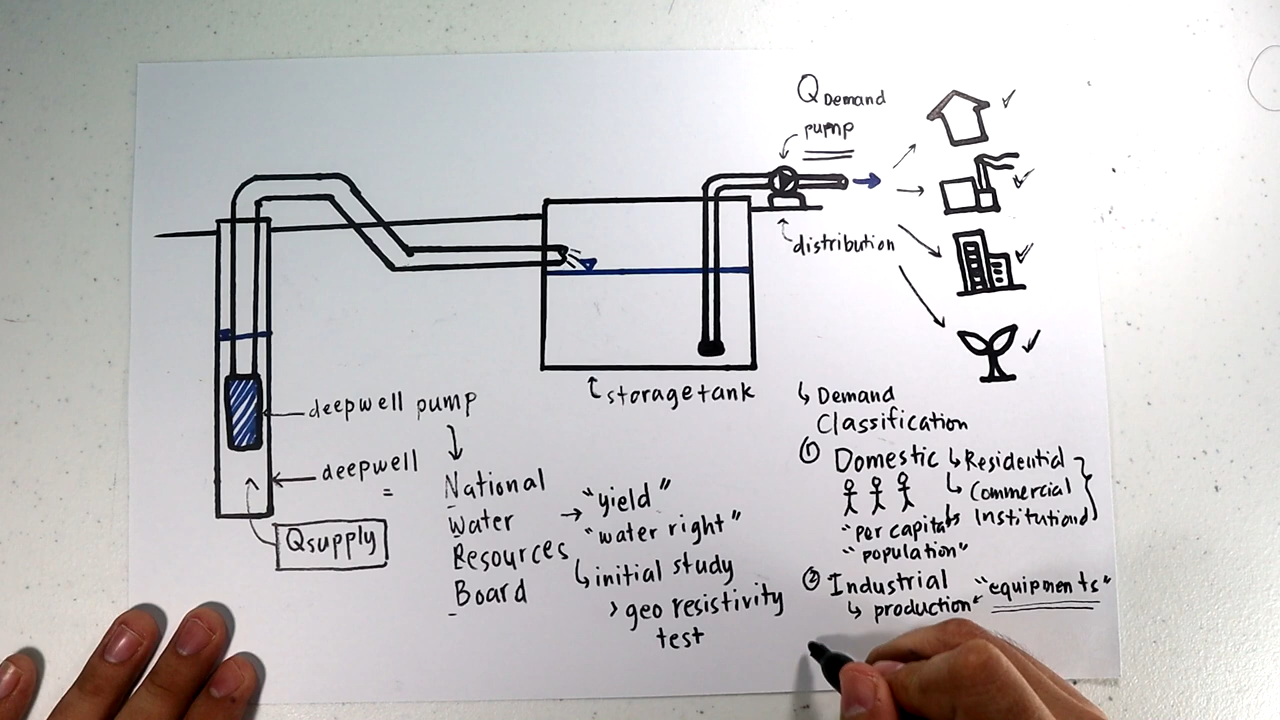 QDemand
pump
distribution
storage tank
deepwell pump
deepwell
Qsupply
National
Water
Resources
Board
"yield"
"water right"
initial study
> geo resistivity
test
Demand
Classification
① Domestic
Residential
Commercial
Institutional
"per capita"
"population"
② Industrial
production
"equipments"